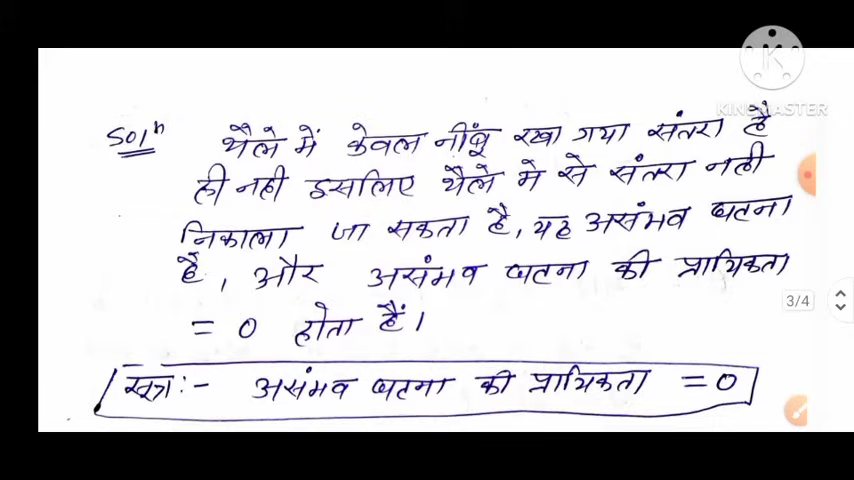 KINEMASTER
Solⁿ थैले में केवल नींबू रखा गया संतरा है
ही नही इसलिए थैले मे से संतरा नही
निकाला जा सकता है, यह असंभव घटना
है, और असंभव घटना की प्रायिकता
= 0 होता हैं।
3/4
सूत्र:- असंभव घटना की प्रायिकता = 0